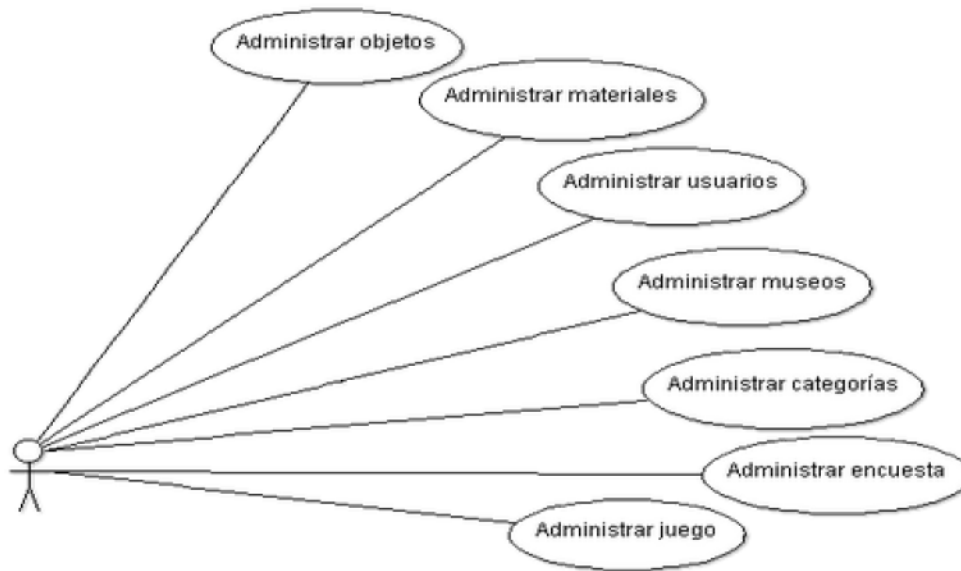 Administrar objetos
Administrar materiales
Administrar usuarios
Administrar museos
Administrar categorías
Administrar encuesta
Administrar juego